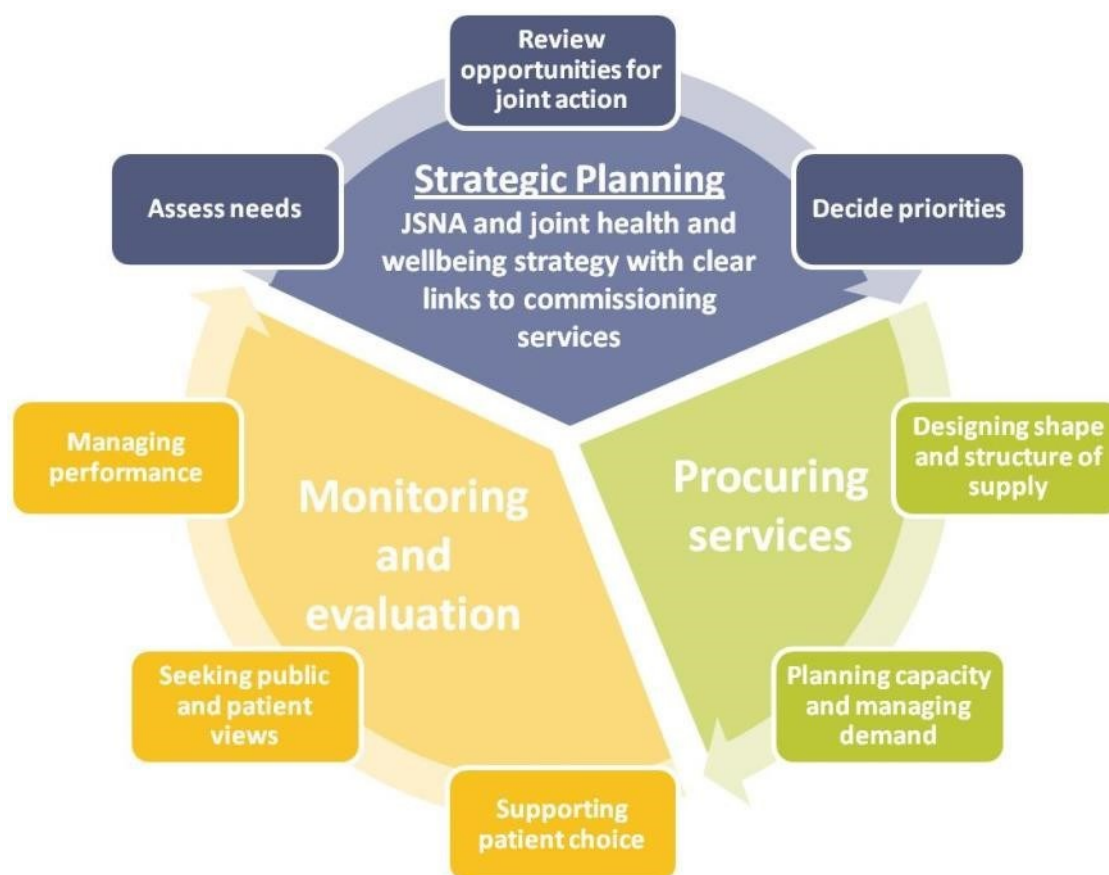 Review
opportunities for
joint action
Assess needs
Strategic Planning
JSNA and joint health and
wellbeing strategy with clear
links to commissioning
services
Decide priorities
Designing shape
and structure of
supply
Procuring
services
Planning capacity
and managing
demand
Supporting
patient choice
Seeking public
and patient
views
Managing
performance
Monitoring
and
evaluation